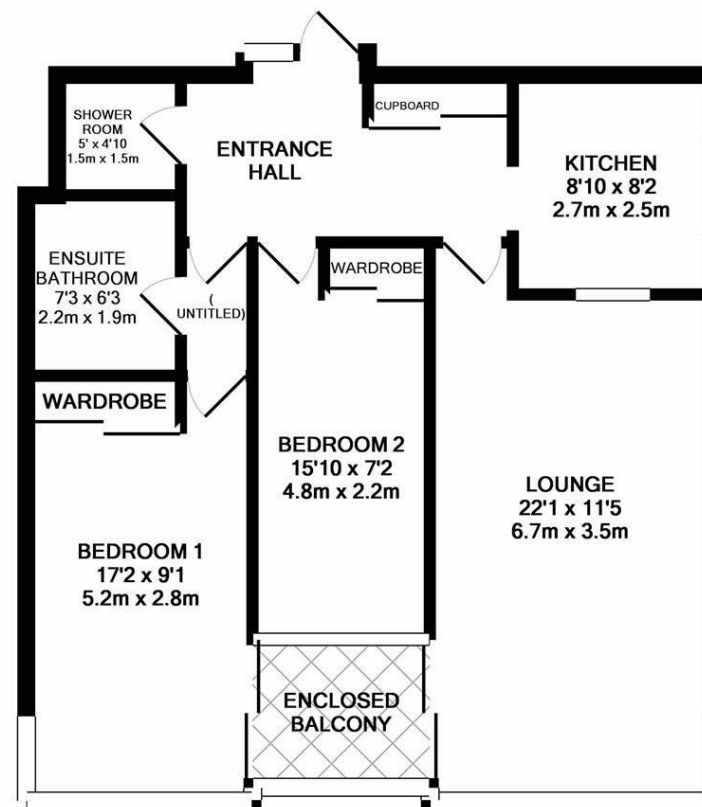 SHOWER
ROOM
5' x 4'10
1.5m x 1.5m
CUPBOARD
ENTRANCE
HALL
KITCHEN
8'10 x 8'2
2.7m x 2.5m
ENSUITE
BATHROOM
7'3 x 6'3
2.2m x 1.9m
(
UNTITLED)
WARDROBE
WARDROBE
BEDROOM 2
15'10 x 7'2
4.8m x 2.2m
LOUNGE
22'1 x 11'5
6.7m x 3.5m
BEDROOM 1
17'2 x 9'1
5.2m x 2.8m
ENCLOSED
BALCONY